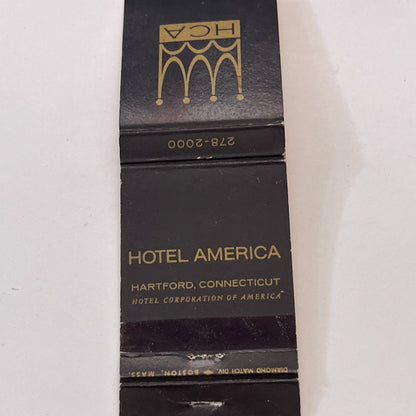 HCA
278-2000
HOTEL AMERICA
HARTFORD, CONNECTICUT
HOTEL CORPORATION OF AMERICA
DIAMOND MATCH DIV. BOSTON, MASS.